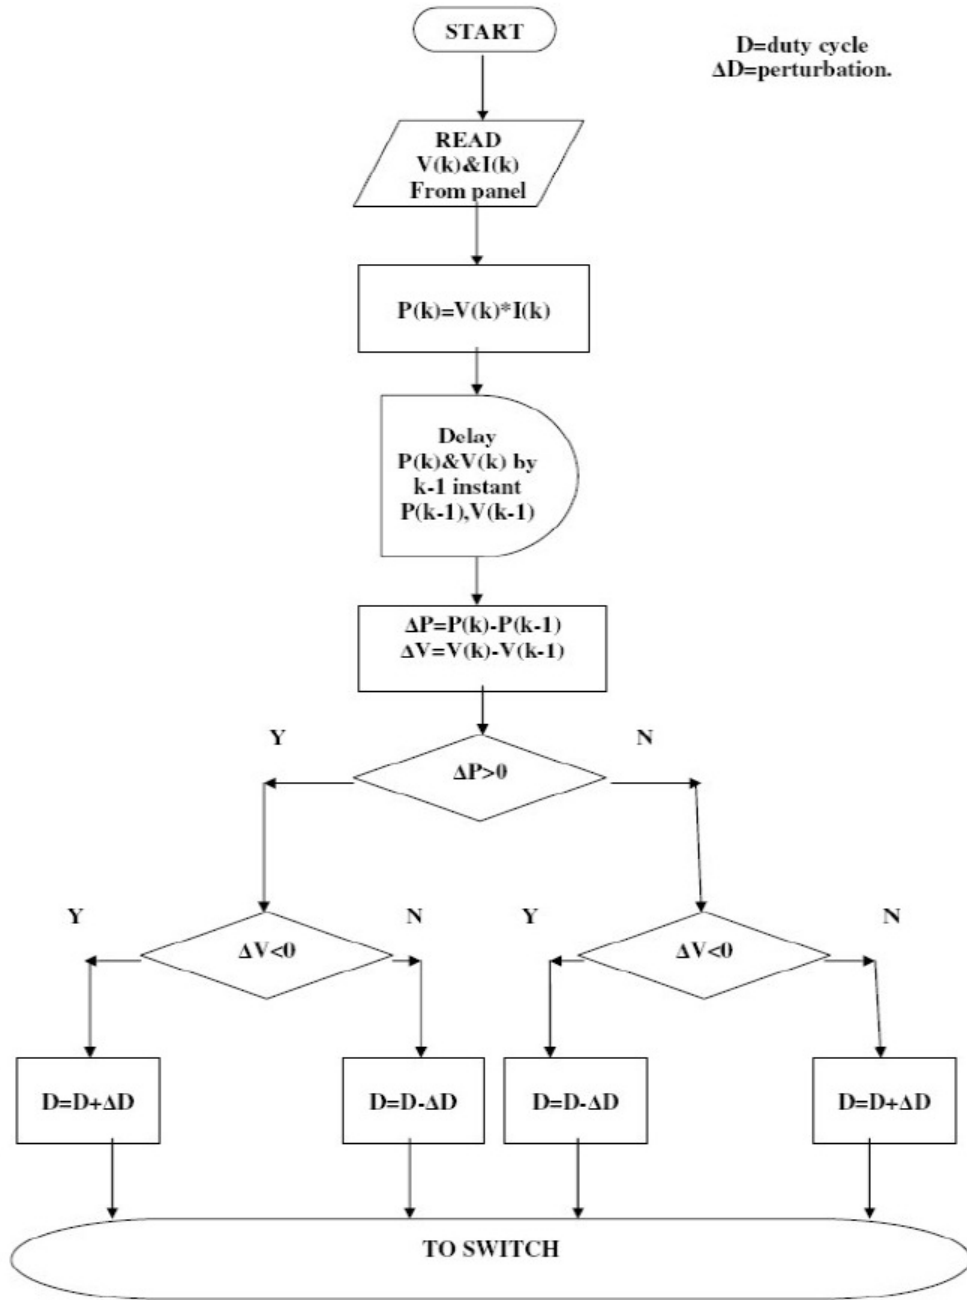 START
D=duty cycle
ΔD=perturbation.
READ
V(k)&I(k)
From panel
P(k)=V(k)*I(k)
Delay
P(k)&V(k) by
k-1 instant
P(k-1),V(k-1)
ΔP=P(k)-P(k-1)
ΔV=V(k)-V(k-1)
Y
N
ΔP>0
Y
N
Y
N
ΔV<0
ΔV<0
D=D+ΔD
D=D-ΔD
D=D-ΔD
D=D+ΔD
TO SWITCH